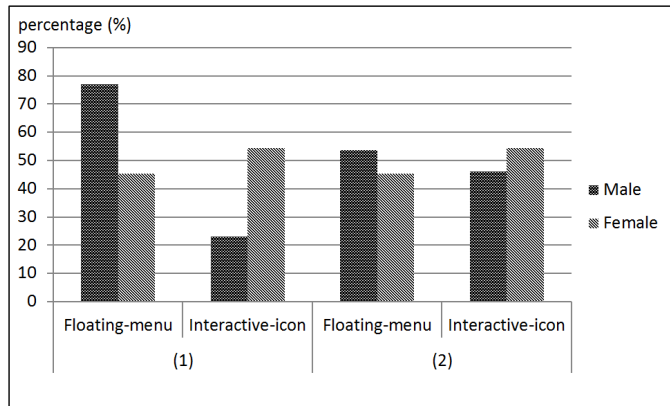 percentage (%)
90
80
70
60
50
40
30
20
10
0
Floating-menu Interactive-icon Floating-menu Interactive-icon
(1) (2)
Male
Female